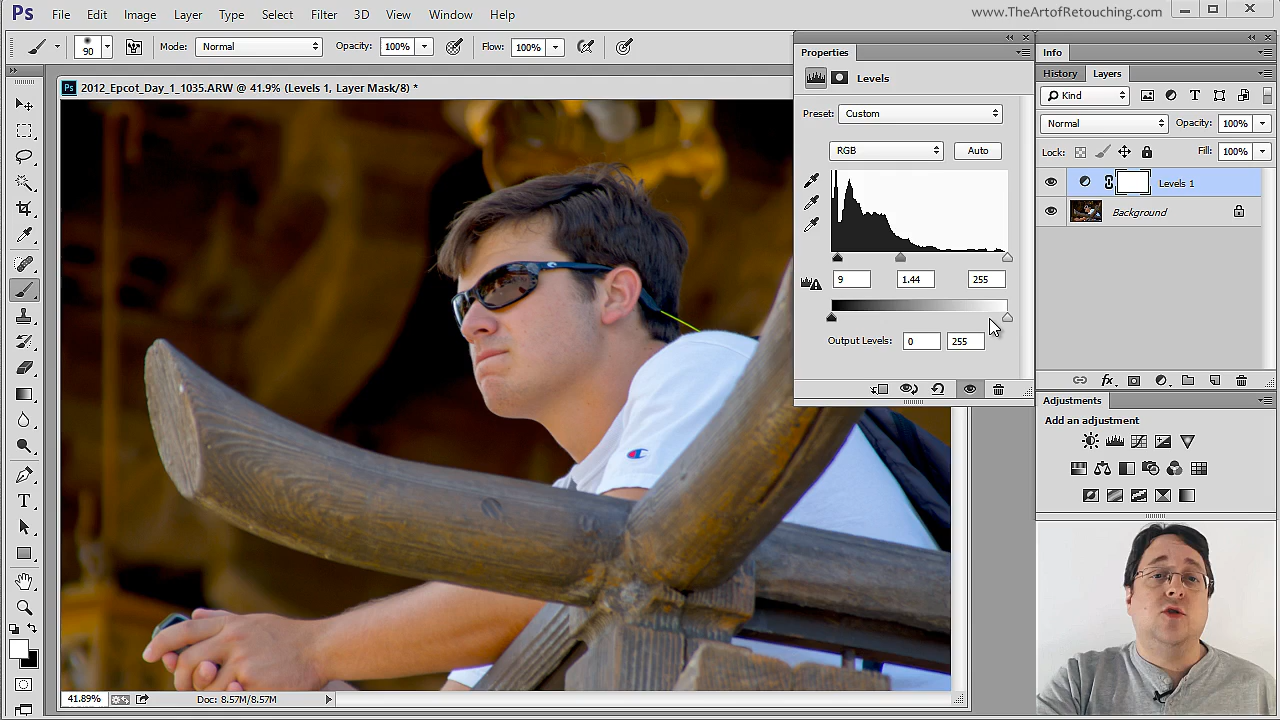 Ps File Edit Image Layer Type Select Filter 3D View Window Help
www.TheArtofRetouching.com
90 Mode: Normal Opacity: 100% Flow: 100%
Ps 2012_Epcot_Day_1_1035.ARW @ 41.9% (Levels 1, Layer Mask/8) *
Properties
Levels
Preset: Custom
RGB Auto
9 1.44 255
Output Levels: 0 255
Info
History Layers
Kind
Normal Opacity: 100%
Lock: Fill: 100%
Levels 1
Background
Adjustments
Add an adjustment
41.89% Doc: 8.57M/8.57M